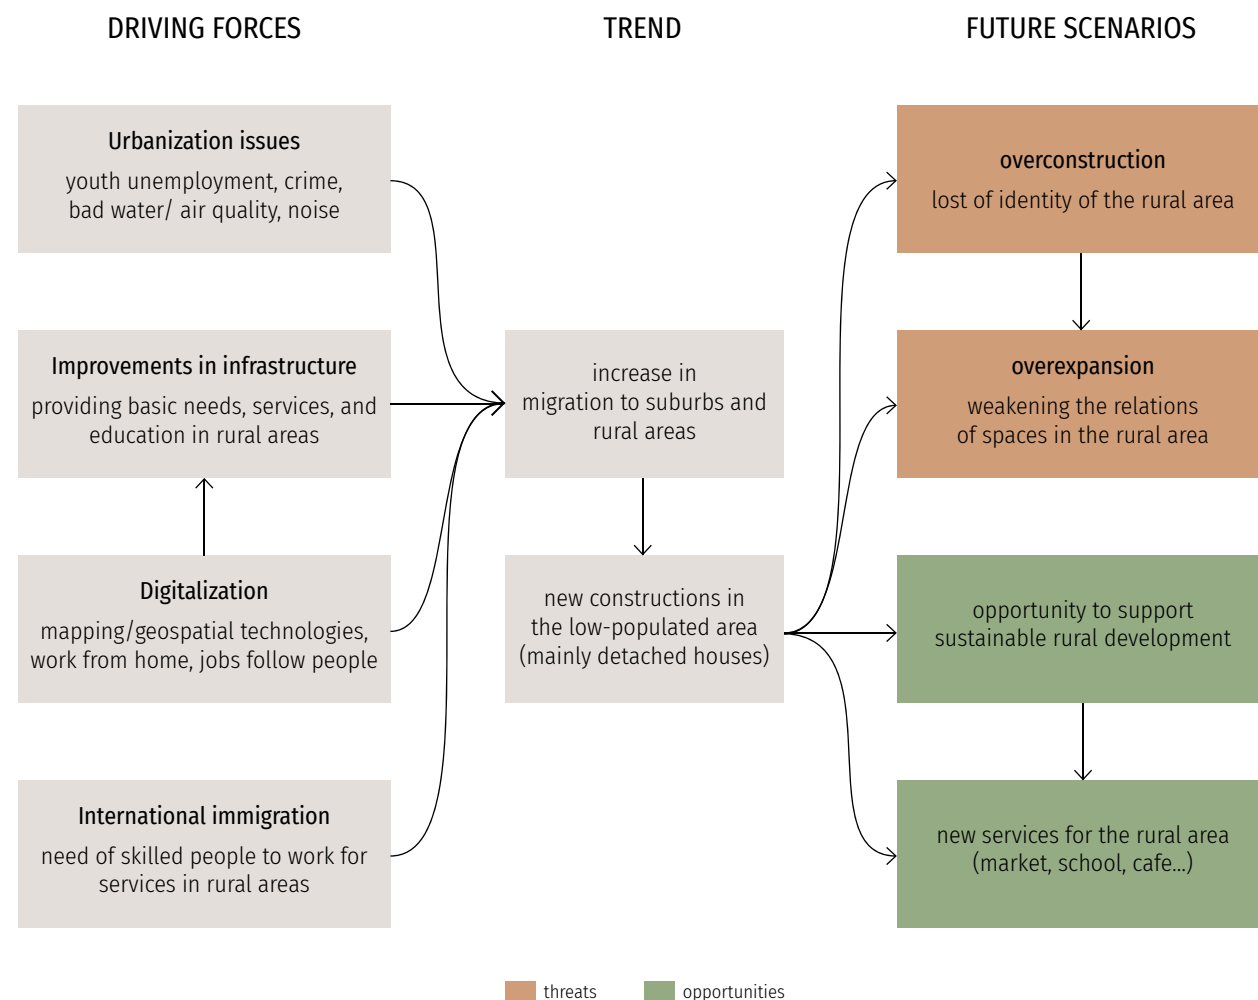 DRIVING FORCES
TREND
FUTURE SCENARIOS
Urbanization issues
youth unemployment, crime,
bad water/ air quality, noise
Improvements in infrastructure
providing basic needs, services, and
education in rural areas
Digitalization
mapping/geospatial technologies,
work from home, jobs follow people
International immigration
need of skilled people to work for
services in rural areas
increase in
migration to suburbs and
rural areas
new constructions in
the low-populated area
(mainly detached houses)
overconstruction
lost of identity of the rural area
overexpansion
weakening the relations
of spaces in the rural area
opportunity to support
sustainable rural development
new services for the rural area
(market, school, cafe...)
threats
opportunities